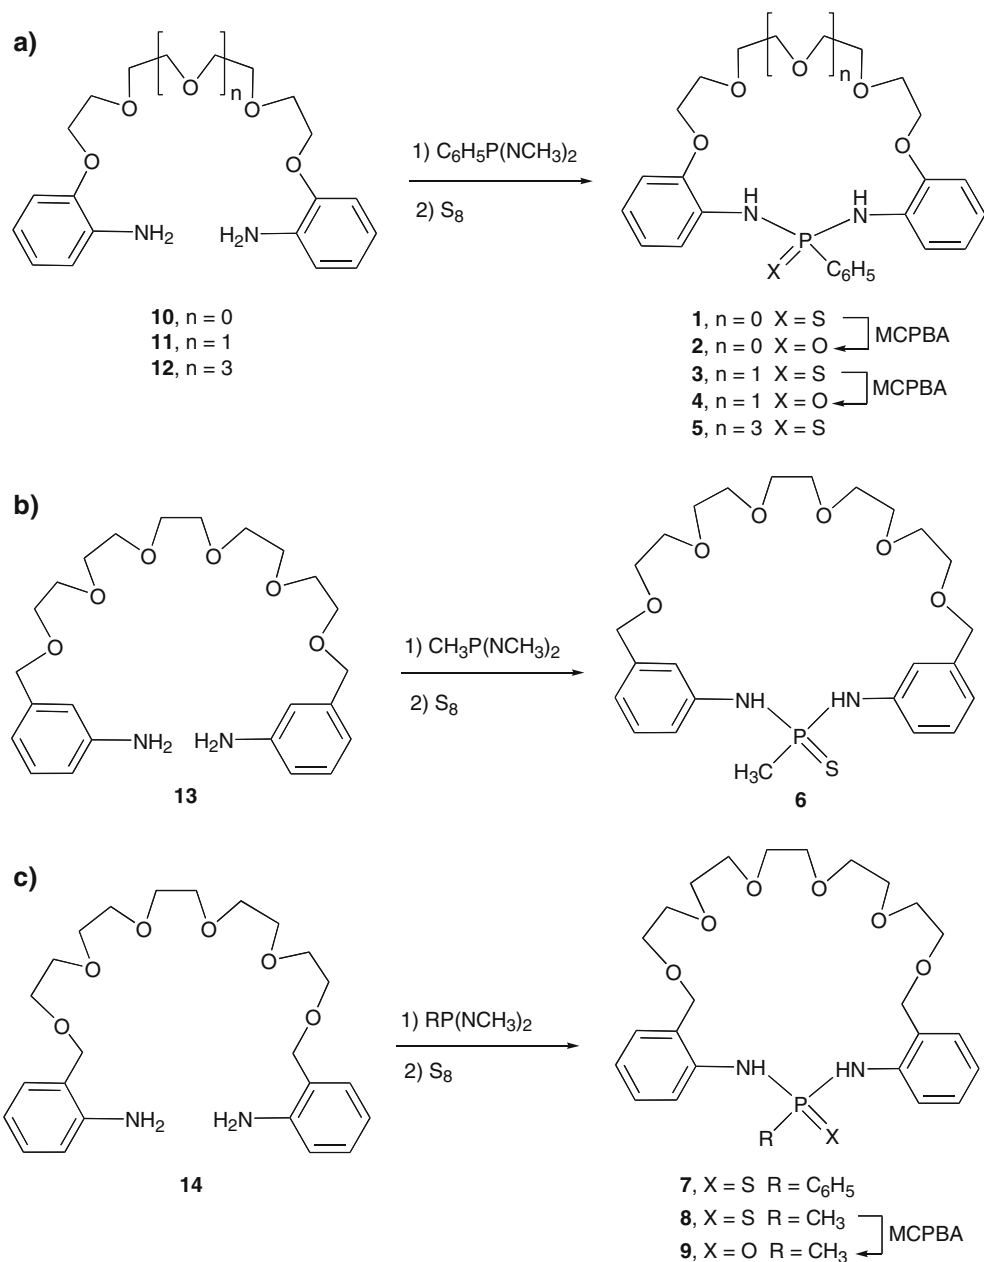 a)
O
n
O
O
O
O
NH2
H2N
10, n = 0
11, n = 1
12, n = 3
1) C6H5P(NCH3)2
2) S8
O
n
O
O
O
O
H
N
H
N
P
X
C6H5
1, n = 0 X = S
2, n = 0 X = O
3, n = 1 X = S
4, n = 1 X = O
5, n = 3 X = S
MCPBA
MCPBA
b)
O
O
O
O
O
O
NH2
H2N
13
1) CH3P(NCH3)2
2) S8
O
O
O
O
O
O
NH
HN
P
H3C
S
6
c)
O
O
O
O
O
O
NH2
H2N
14
1) RP(NCH3)2
2) S8
O
O
O
O
O
O
NH
HN
P
R
X
7, X = S R = C6H5
8, X = S R = CH3
9, X = O R = CH3
MCPBA